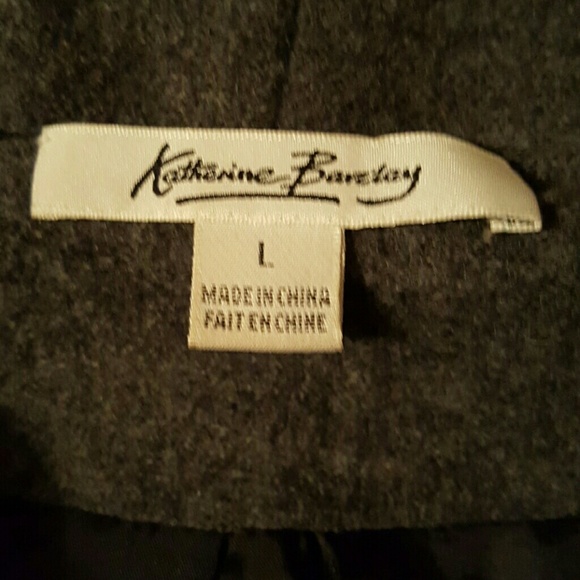 Katherine Barclay
L
MADE IN CHINA
FAIT EN CHINE